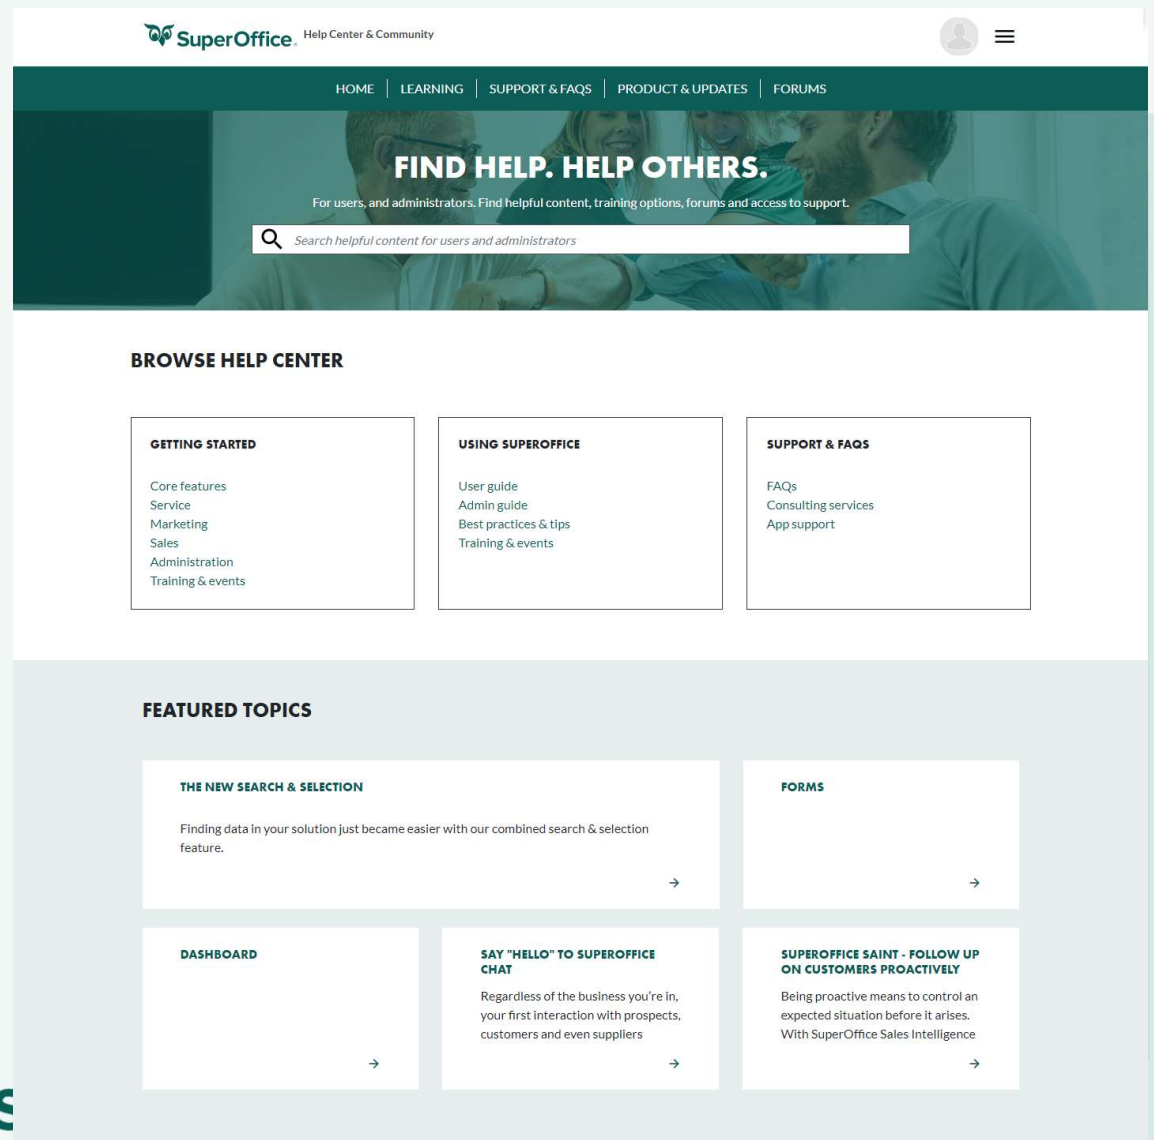 SuperOffice® Help Center & Community
HOME LEARNING SUPPORT & FAQS PRODUCT & UPDATES FORUMS
FIND HELP. HELP OTHERS.
For users, and administrators. Find helpful content, training options, forums and access to support.
Search helpful content for users and administrators
BROWSE HELP CENTER
GETTING STARTED
Core features
Service
Marketing
Sales
Administration
Training & events
USING SUPEROFFICE
User guide
Admin guide
Best practices & tips
Training & events
SUPPORT & FAQS
FAQs
Consulting services
App support
FEATURED TOPICS
THE NEW SEARCH & SELECTION
Finding data in your solution just became easier with our combined search & selection
feature.
FORMS
DASHBOARD
SAY "HELLO" TO SUPEROFFICE
CHAT
Regardless of the business you're in,
your first interaction with prospects,
customers and even suppliers
SUPEROFFICE SAINT - FOLLOW UP
ON CUSTOMERS PROACTIVELY
Being proactive means to control an
expected situation before it arises.
With SuperOffice Sales Intelligence